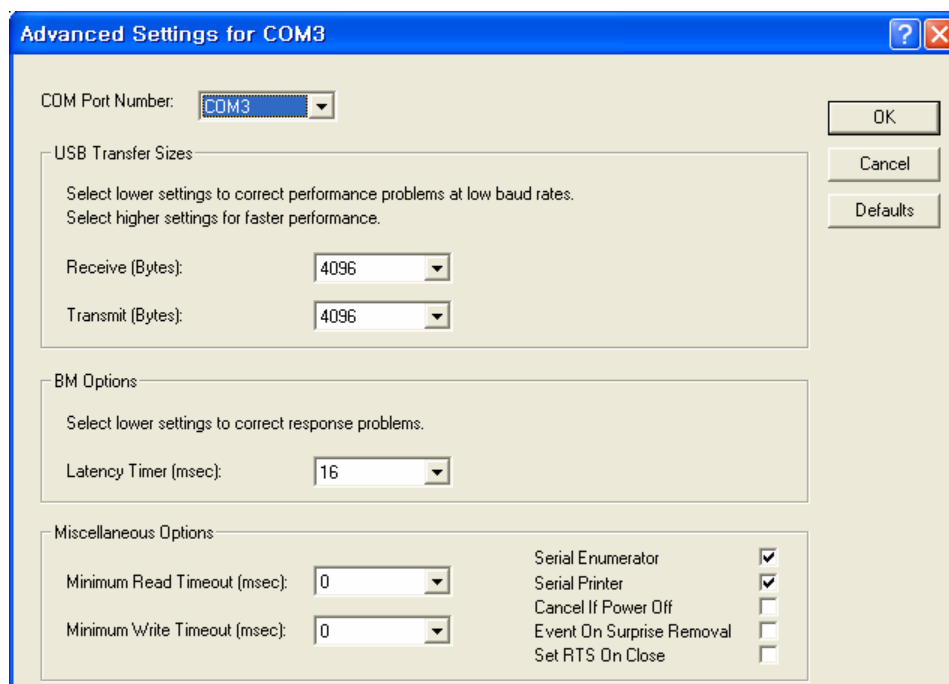 Advanced Settings for COM3
COM Port Number: COM3
OK
Cancel
Defaults
USB Transfer Sizes
Select lower settings to correct performance problems at low baud rates.
Select higher settings for faster performance.
Receive (Bytes): 4096
Transmit (Bytes): 4096
BM Options
Select lower settings to correct response problems.
Latency Timer (msec): 16
Miscellaneous Options
Minimum Read Timeout (msec): 0
Minimum Write Timeout (msec): 0
Serial Enumerator
Serial Printer
Cancel If Power Off
Event On Surprise Removal
Set RTS On Close